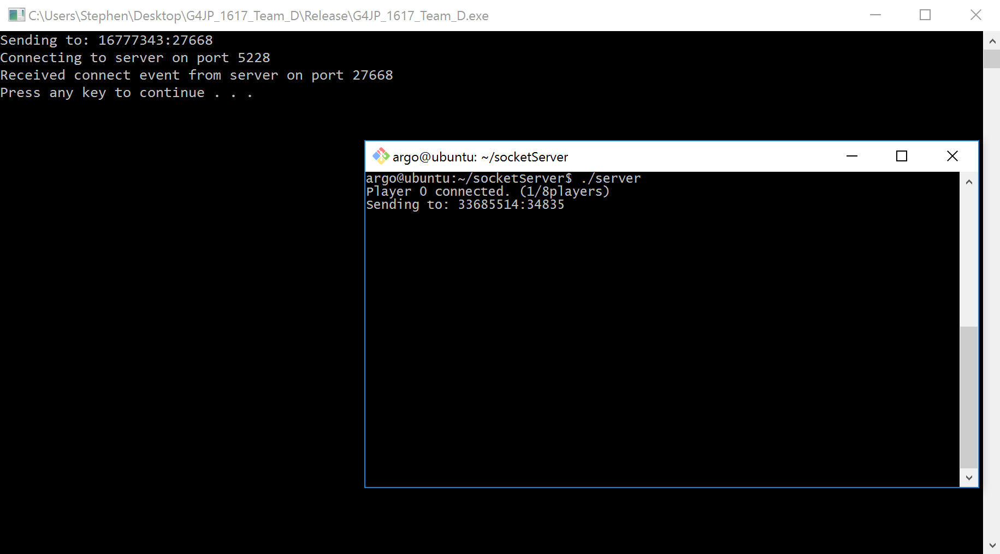 C:\Users\Stephen\Desktop\G4JP_1617_Team_D\Release\G4JP_1617_Team_D.exe
Sending to: 16777343:27668
Connecting to server on port 5228
Received connect event from server on port 27668
Press any key to continue . . .
argo@ubuntu: ~/socketServer
argo@ubuntu:~/socketServer$ ./server
Player 0 connected. (1/8players)
Sending to: 33685514:34835